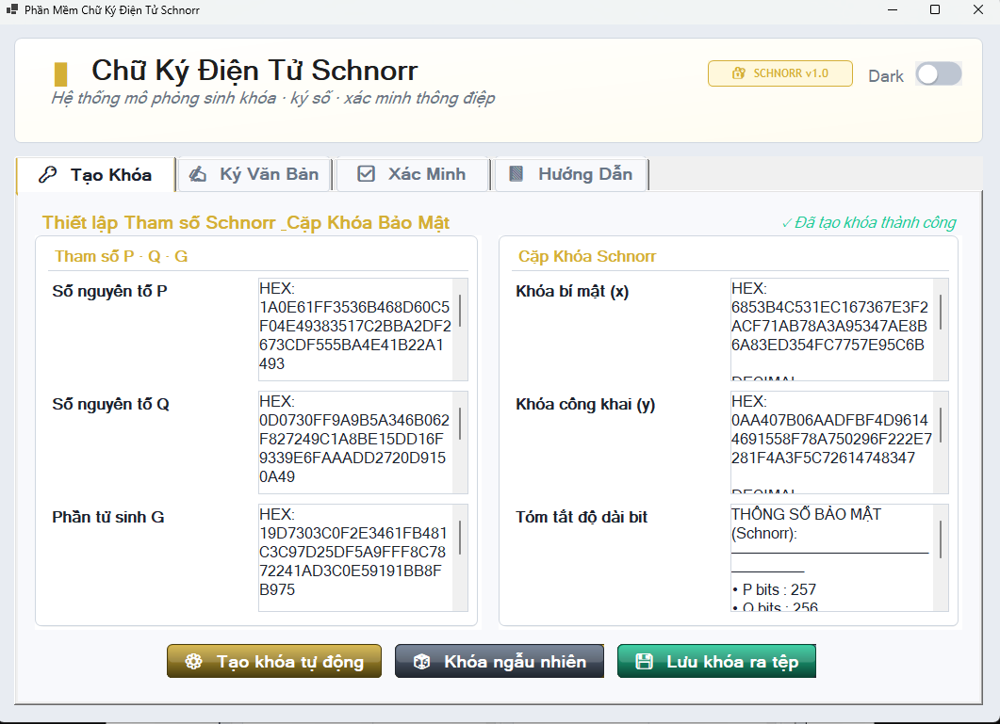 Phần Mềm Chữ Ký Điện Tử Schnorr
Chữ Ký Điện Tử Schnorr
Hệ thống mô phỏng sinh khóa · ký số · xác minh thông điệp
SCHNORR v1.0
Dark
Tạo Khóa
Ký Văn Bản
Xác Minh
Hướng Dẫn
Thiết lập Tham số Schnorr _Cặp Khóa Bảo Mật
✓ Đã tạo khóa thành công
Tham số P · Q · G
Số nguyên tố P
HEX:
1A0E61FF3536B468D60C5
F04E49383517C2BBA2DF2
673CDF555BA4E41B22A1
493
Số nguyên tố Q
HEX:
0D0730FF9A9B5A346B062
F827249C1A8BE15DD16F
9339E6FAAADD2720D915
0A49
Phần tử sinh G
HEX:
19D7303C0F2E3461FB481
C3C97D25DF5A9FFF8C78
72241AD3C0E59191BB8F
B975
Cặp Khóa Schnorr
Khóa bí mật (x)
HEX:
6853B4C531EC167367E3F2
ACF71AB78A3A95347AE8B
6A83ED354FC7757E95C6B
DECIMAL
Khóa công khai (y)
HEX:
0AA407B06AADFBF4D9614
4691558F78A750296F222E7
281F4A3F5C72614748347
DECIMAL
Tóm tắt độ dài bit
THÔNG SỐ BẢO MẬT
(Schnorr):
• P bits : 257
• Q bits : 256
Tạo khóa tự động
Khóa ngẫu nhiên
Lưu khóa ra tệp